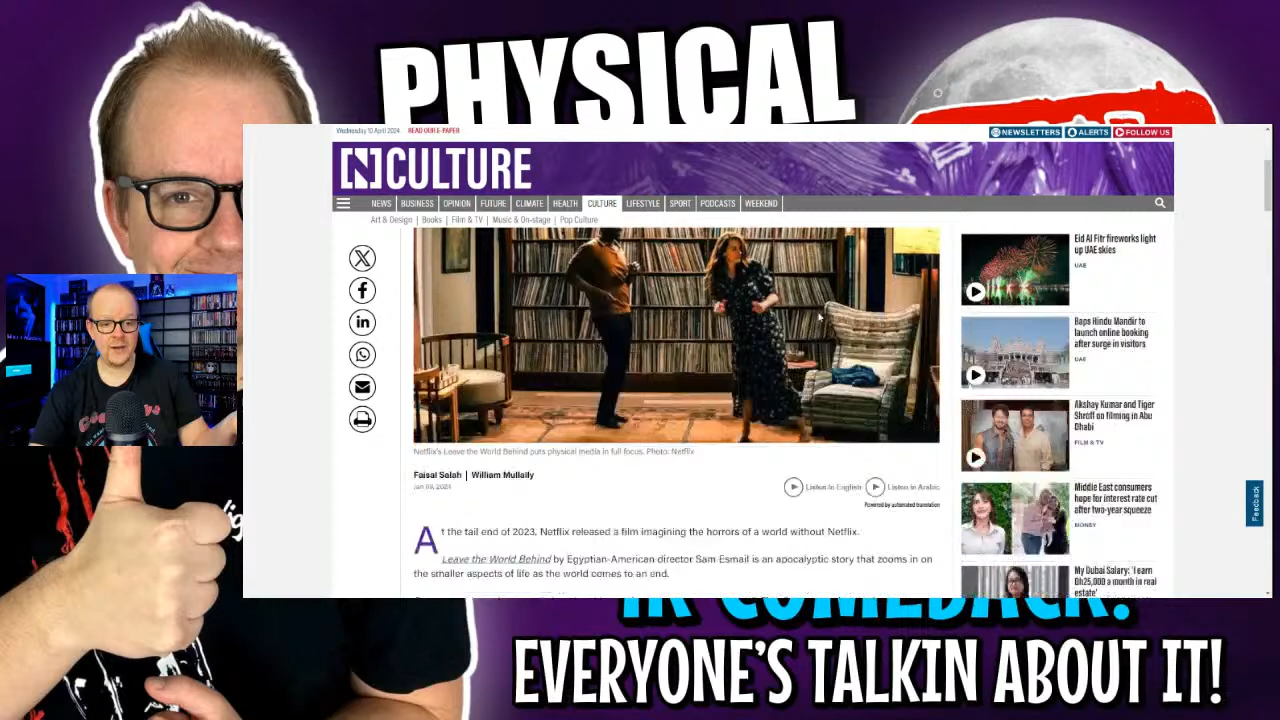 PHYSICAL
Wednesday 10 April 2024 READ OUR E-PAPER
NEWSLETTERS ALERTS FOLLOW US
CULTURE
NEWS BUSINESS OPINION FUTURE CLIMATE HEALTH CULTURE LIFESTYLE SPORT PODCASTS WEEKEND
Art & Design | Books | Film & TV | Music & On-stage | Pop Culture
Netflix's Leave the World Behind puts physical media in full focus. Photo: Netflix
Faisal Salah | William Mullally
Listen In English Listen in Arabic
Powered by automated translation
At the tail end of 2023, Netflix released a film imagining the horrors of a world without Netflix.
Leave the World Behind by Egyptian-American director Sam Esmail is an apocalyptic story that zooms in on
the smaller aspects of life as the world comes to an end.
Eid Al Fitr fireworks light
up UAE skies
UAE
Baps Hindu Mandir to
launch online booking
after surge in visitors
UAE
Akshay Kumar and Tiger
Shroff on filming in Abu
Dhabi
FILM & TV
Middle East consumers
hope for interest rate cut
after two-year squeeze
MONEY
My Dubai Salary: 'I earn
Dh25,000 a month in real
estate'
Feedback
COMEBACK!
EVERYONE'S TALKIN ABOUT IT!